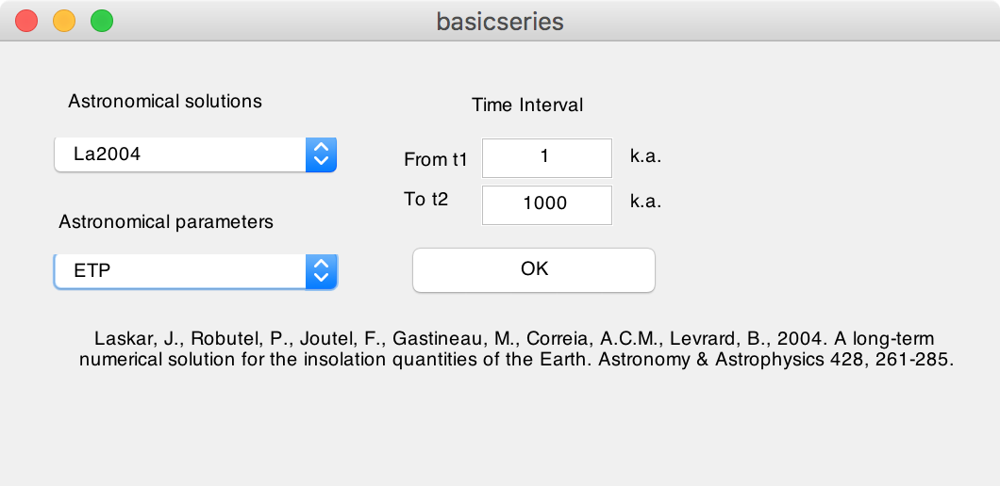 basicseries
Astronomical solutions
La2004
Astronomical parameters
ETP
Time Interval
From t1 1 k.a.
To t2 1000 k.a.
OK
Laskar, J., Robutel, P., Joutel, F., Gastineau, M., Correia, A.C.M., Levrard, B., 2004. A long-term
numerical solution for the insolation quantities of the Earth. Astronomy & Astrophysics 428, 261-285.